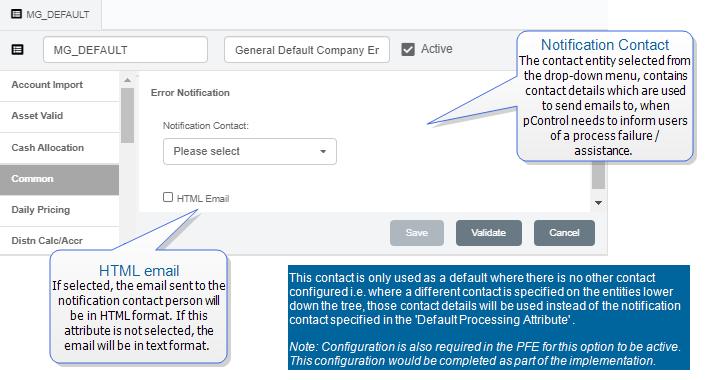 MG_DEFAULT
MG_DEFAULT
General Default Company Er
Active
Account Import
Asset Valid
Cash Allocation
Common
Daily Pricing
Distn Calc/Accr
Error Notification
Notification Contact:
Please select
HTML Email
Save
Validate
Cancel
Notification Contact
The contact entity selected from
the drop-down menu, contains
contact details which are used
to send emails to, when
pControl needs to inform users
of a process failure /
assistance.
HTML email
If selected, the email sent to the
notification contact person will
be in HTML format. If this
attribute is not selected, the
email will be in text format.
This contact is only used as a default where there is no other contact
configured i.e. where a different contact is specified on the entities lower
down the tree, those contact details will be used instead of the notification
contact specified in the 'Default Processing Attribute' .
Note: Configuration is also required in the PFE for this option to be active.
This configuration would be completed as part of the implementation.